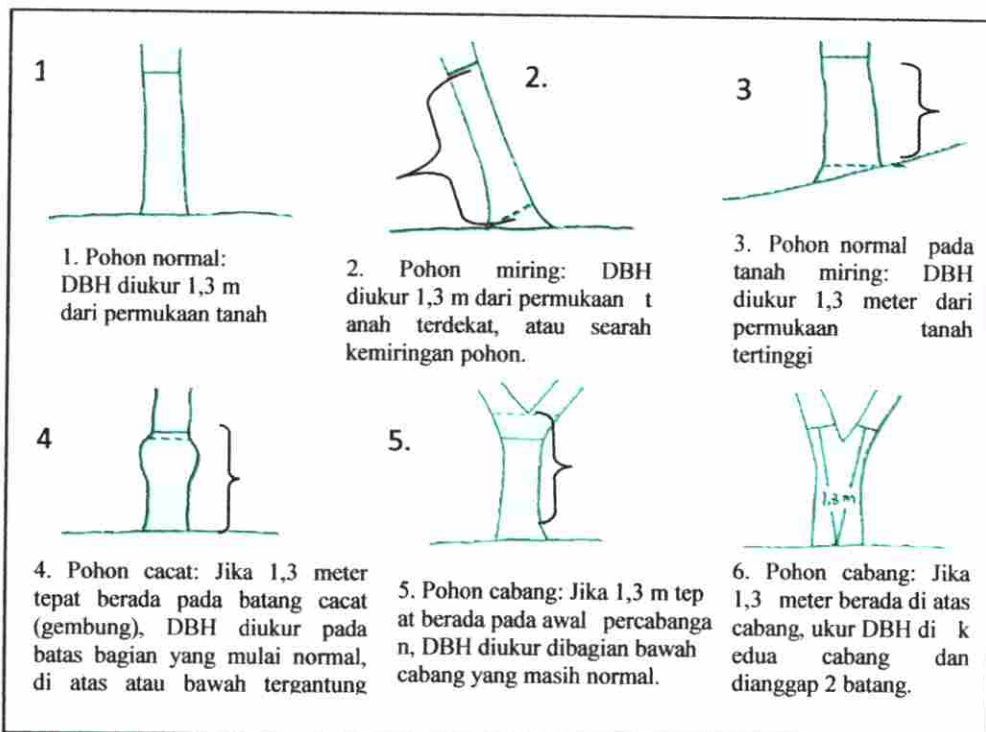 1
2.
3
1. Pohon normal:
DBH diukur 1,3 m
dari permukaan tanah
2. Pohon miring: DBH
diukur 1,3 m dari permukaan t
anah terdekat, atau searah
kemiringan pohon.
3. Pohon normal pada
tanah miring: DBH
diukur 1,3 meter dari
permukaan tanah
tertinggi
4
5.
1,3 m
4. Pohon cacat: Jika 1,3 meter
tepat berada pada batang cacat
(gembung), DBH diukur pada
batas bagian yang mulai normal,
di atas atau bawah tergantung
5. Pohon cabang: Jika 1,3 m tep
at berada pada awal percabanga
n, DBH diukur dibagian bawah
cabang yang masih normal.
6. Pohon cabang: Jika
1,3 meter berada di atas
cabang, ukur DBH di k
edua cabang dan
dianggap 2 batang.